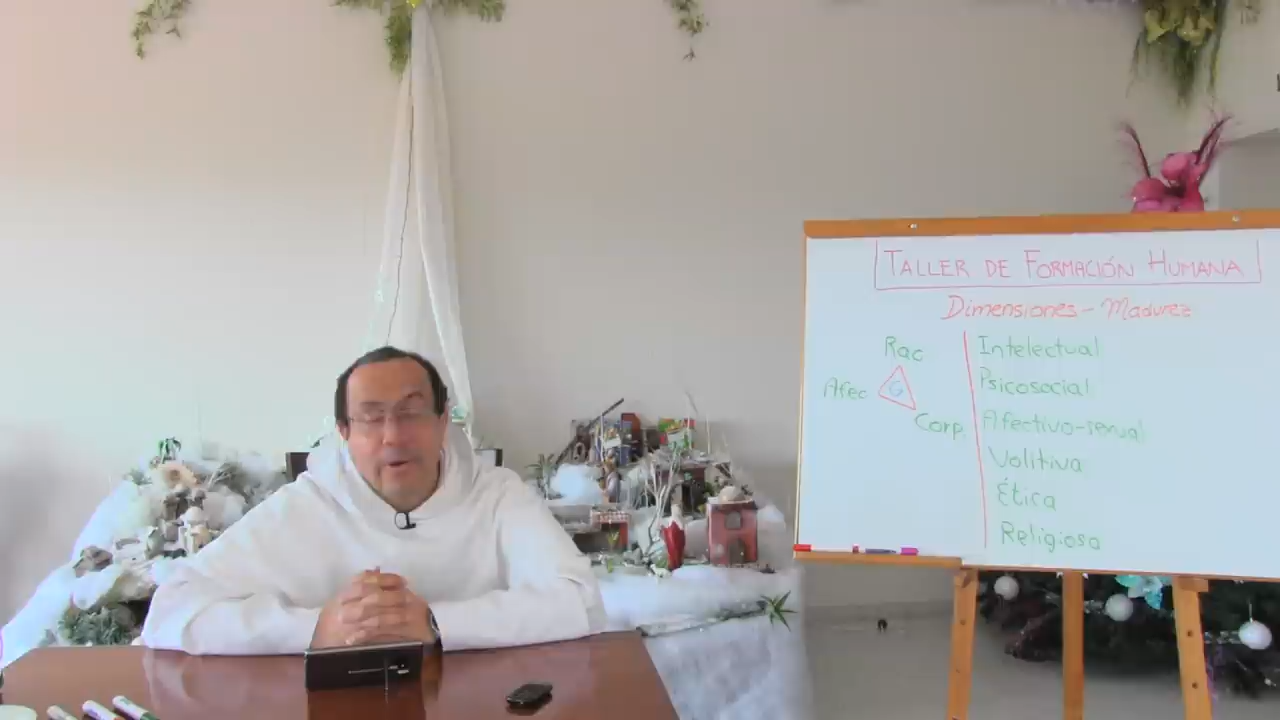 TALLER DE FORMACIÓN HUMANA
Dimensiones - Madurez
Rac
Afec
G
Corp.
Intelectual
Psicosocial
Afectivo-sexual
Volitiva
Ética
Religiosa